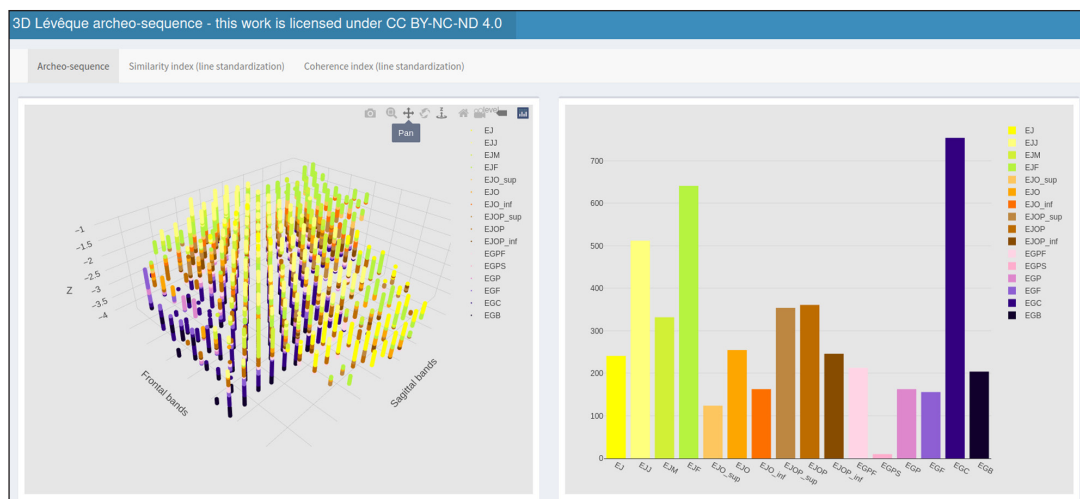 3D Lévêque archeo-sequence - this work is licensed under CC BY-NC-ND 4.0
Archeo-sequence Similarity index (line standardization) Coherence index (line standardization)
level
Pan
EJ
EJJ
EJM
EJF
EJO_sup
EJO
EJO_inf
EJOP_sup
EJOP
EJOP_inf
EGPF
EGPS
EGP
EGF
EGC
EGB
−1
−1.5
−2
−2.5
−3
−3.5
−4
Z
Frontal bands
Sagittal bands
700
600
500
400
300
200
100
0
EJ
EJJ
EJM
EJF
EJO_sup
EJO
EJO_inf
EJOP_sup
EJOP
EJOP_inf
EGPF
EGPS
EGP
EGF
EGC
EGB
EJ
EJJ
EJM
EJF
EJO_sup
EJO
EJO_inf
EJOP_sup
EJOP
EJOP_inf
EGPF
EGPS
EGP
EGF
EGC
EGB